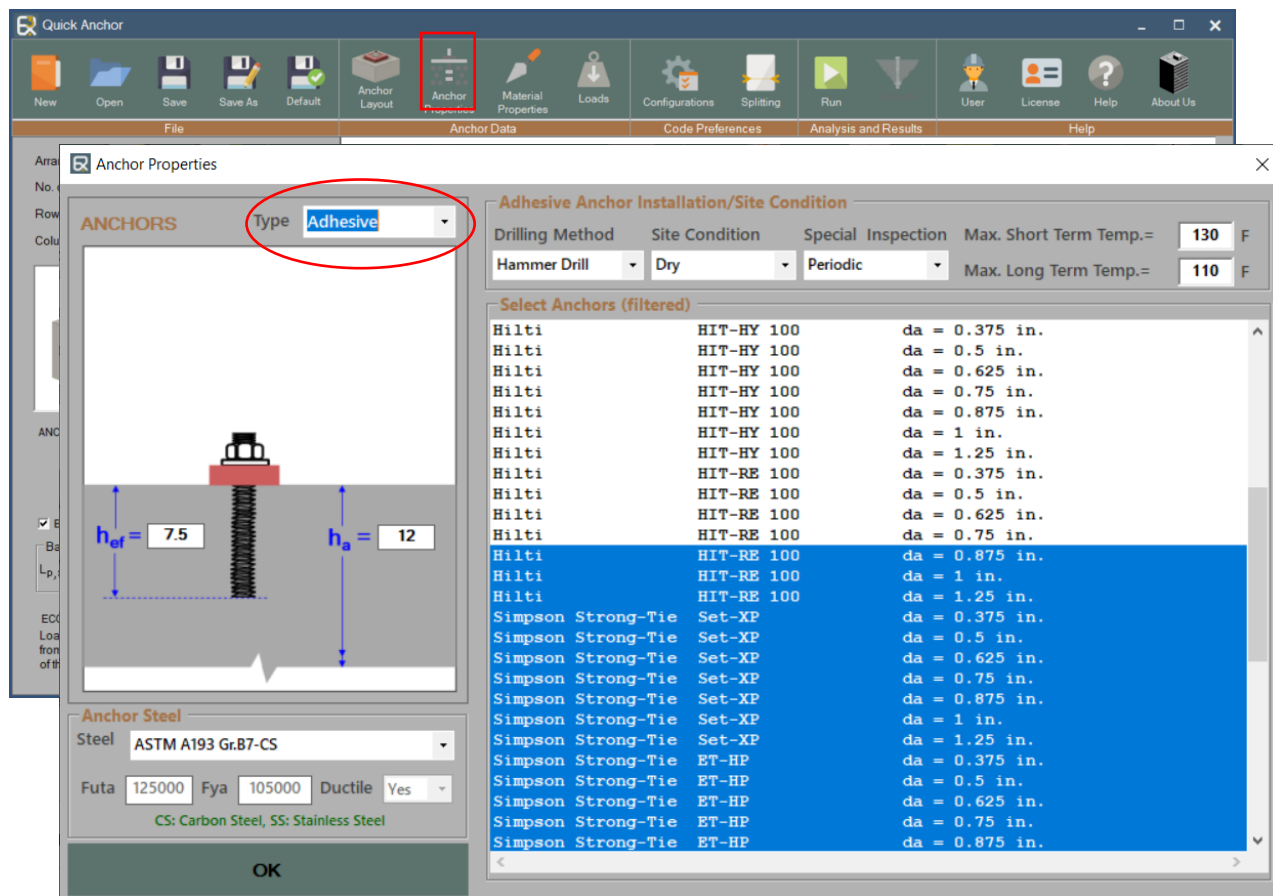 Quick Anchor
New Open Save Save As Default Anchor Layout Anchor Properties Material Properties Loads Configurations Splitting Run User License Help About Us
File Anchor Data Code Preferences Analysis and Results Help
Arra
No. o
Row
Colu
ANC
E
Ba
Lp,
ECC
Loa
from
of th
Anchor Properties
ANCHORS Type Adhesive
hef = 7.5
ha = 12
Anchor Steel
Steel ASTM A193 Gr.B7-CS
Futa 125000 Fya 105000 Ductile Yes
CS: Carbon Steel, SS: Stainless Steel
OK
Adhesive Anchor Installation/Site Condition
Drilling Method Site Condition Special Inspection Max. Short Term Temp.= 130 F
Hammer Drill Dry Periodic Max. Long Term Temp.= 110 F
Select Anchors (filtered)
Hilti HIT-HY 100 da = 0.375 in.
Hilti HIT-HY 100 da = 0.5 in.
Hilti HIT-HY 100 da = 0.625 in.
Hilti HIT-HY 100 da = 0.75 in.
Hilti HIT-HY 100 da = 0.875 in.
Hilti HIT-HY 100 da = 1 in.
Hilti HIT-HY 100 da = 1.25 in.
Hilti HIT-RE 100 da = 0.375 in.
Hilti HIT-RE 100 da = 0.5 in.
Hilti HIT-RE 100 da = 0.625 in.
Hilti HIT-RE 100 da = 0.75 in.
Hilti HIT-RE 100 da = 0.875 in.
Hilti HIT-RE 100 da = 1 in.
Hilti HIT-RE 100 da = 1.25 in.
Simpson Strong-Tie Set-XP da = 0.375 in.
Simpson Strong-Tie Set-XP da = 0.5 in.
Simpson Strong-Tie Set-XP da = 0.625 in.
Simpson Strong-Tie Set-XP da = 0.75 in.
Simpson Strong-Tie Set-XP da = 0.875 in.
Simpson Strong-Tie Set-XP da = 1 in.
Simpson Strong-Tie Set-XP da = 1.25 in.
Simpson Strong-Tie ET-HP da = 0.375 in.
Simpson Strong-Tie ET-HP da = 0.5 in.
Simpson Strong-Tie ET-HP da = 0.625 in.
Simpson Strong-Tie ET-HP da = 0.75 in.
Simpson Strong-Tie ET-HP da = 0.875 in.